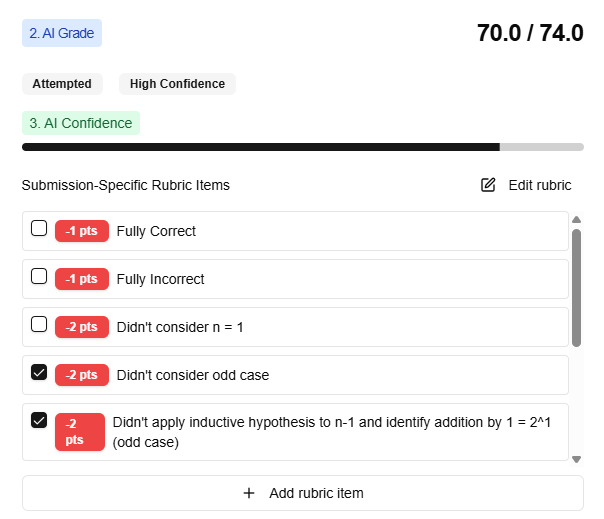 2. AI Grade
70.0 / 74.0
Attempted
High Confidence
3. AI Confidence
Submission-Specific Rubric Items
Edit rubric
-1 pts Fully Correct
-1 pts Fully Incorrect
-2 pts Didn't consider n = 1
-2 pts Didn't consider odd case
-2 pts Didn't apply inductive hypothesis to n-1 and identify addition by 1 = 2^1
(odd case)
Add rubric item